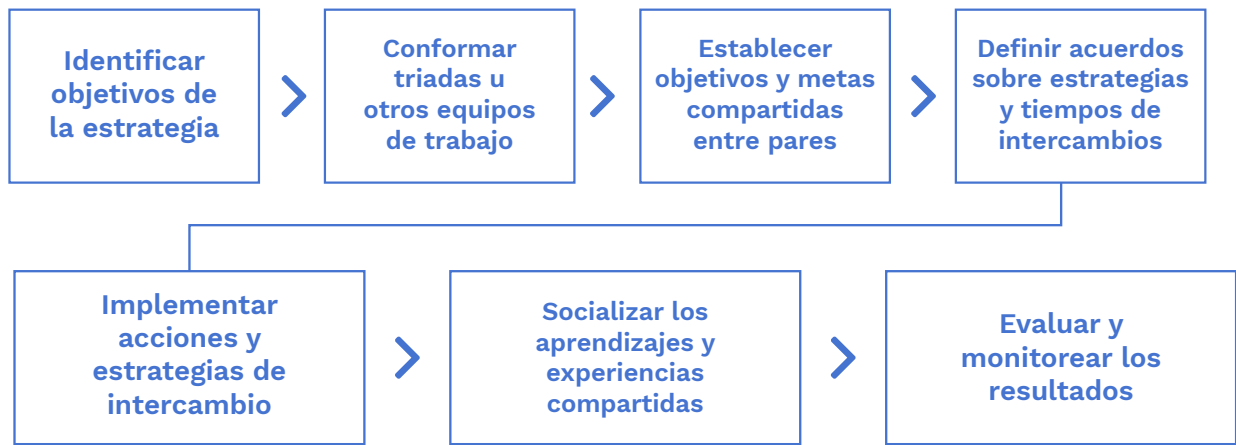 Identificar
objetivos de
la estrategia
Conformar
triadas u
otros equipos
de trabajo
Establecer
objetivos y metas
compartidas
entre pares
Definir acuerdos
sobre estrategias
y tiempos de
intercambios
Implementar
acciones y
estrategias de
intercambio
Socializar los
aprendizajes y
experiencias
compartidas
Evaluar y
monitorear los
resultados